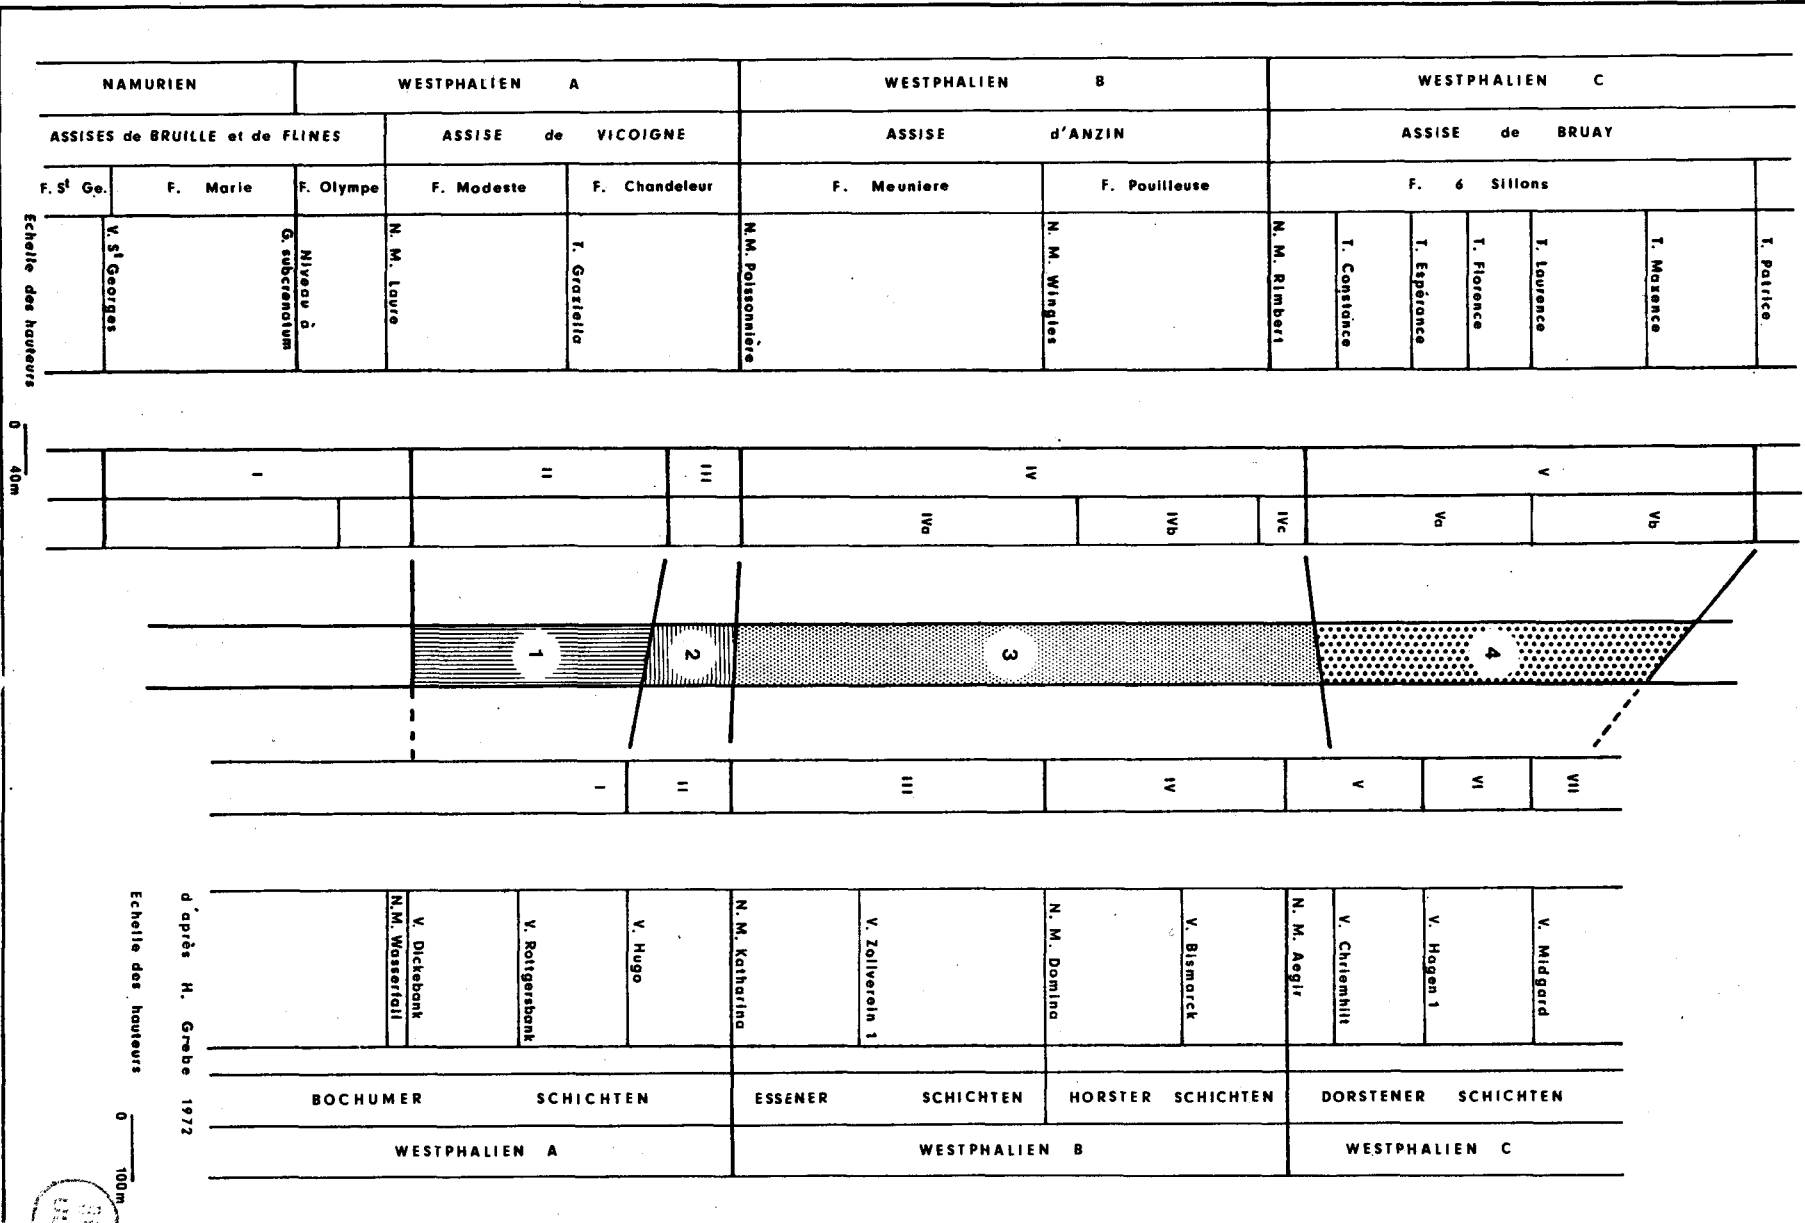 NAMURIEN
WESTPHALIEN A
WESTPHALIEN B
WESTPHALIEN C
ASSISES de BRUILLE et de FLINES
ASSISE de VICOIGNE
ASSISE d'ANZIN
ASSISE de BRUAY
F. St Ge.
F. Marie
F. Olympe
F. Modeste
F. Chandeleur
F. Meuniere
F. Pouilleuse
F. 6 Sillons
V. St Georges
Niveau à
G. subcrenatum
N. M. Laure
T. Graziella
N.M. Poissonnière
N. M. Wingles
N. M. Rimbert
T. Constance
T. Espérance
T. Florence
T. Laurence
T. Maxence
T. Patrice
Echelle des hauteurs
0 40m
I
II
III
IV
V
IVa
IVb
IVc
Va
Vb
1
2
3
4
I
II
III
IV
V
VI
VII
N.M. Wasserfall
V. Dickebank
V. Rottgersbank
V. Hugo
N. M. Katharina
V. Zollverein 1
N. M. Domina
V. Bismarck
N. M. Aegir
V. Chriemhilt
V. Hagen 1
V. Midgard
d'après H. Grebe 1972
Echelle des hauteurs
0 100m
BOCHUMER SCHICHTEN
ESSENER SCHICHTEN
HORSTER SCHICHTEN
DORSTENER SCHICHTEN
WESTPHALIEN A
WESTPHALIEN B
WESTPHALIEN C